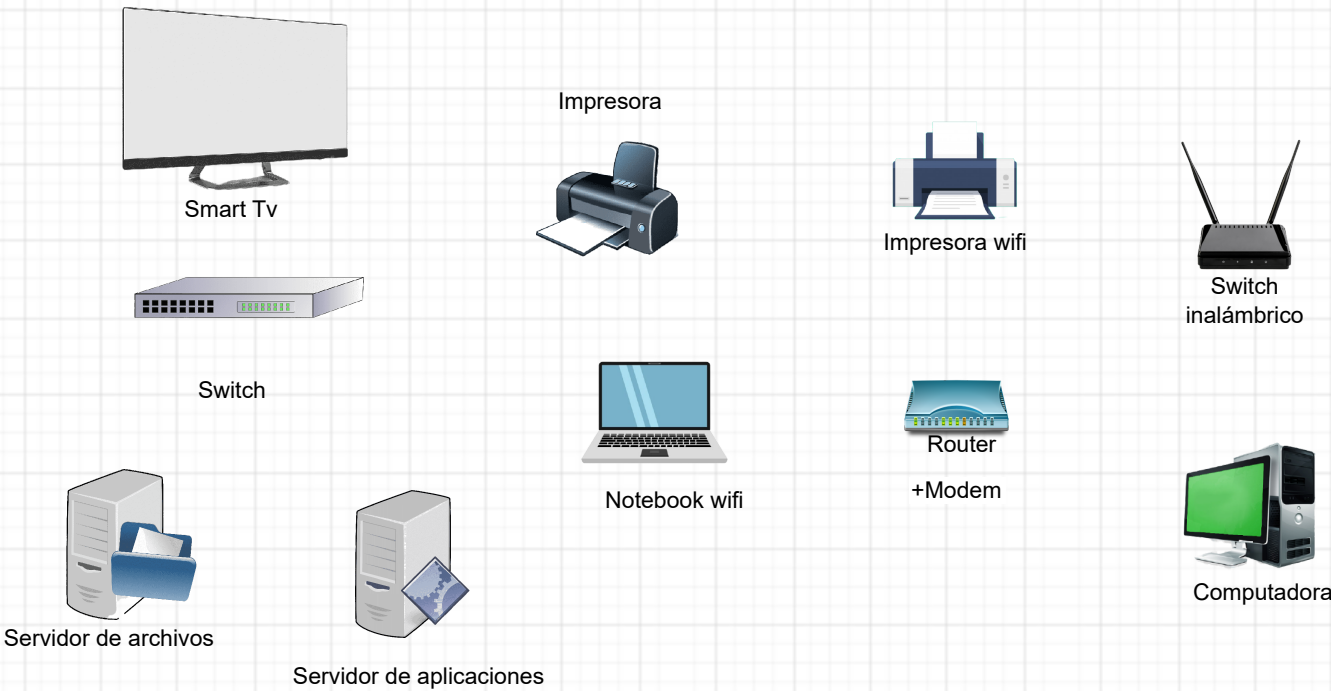 Impresora
Smart Tv
Impresora wifi
Switch
inalámbrico
Switch
Router
+Modem
Notebook wifi
Computadora
Servidor de archivos
Servidor de aplicaciones